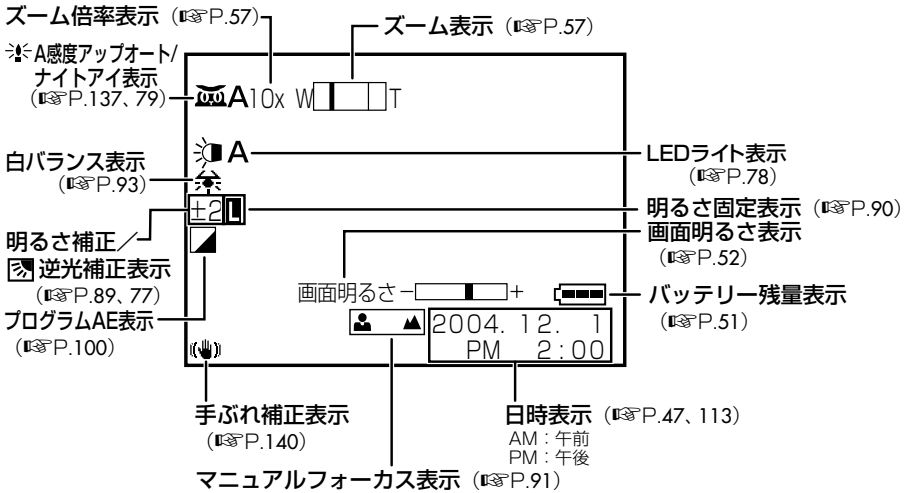 ズーム倍率表示（☞P.57）
ズーム表示（☞P.57）
A感度アップオート/
ナイトアイ表示
（☞P.137、79）
A10x W T
A
LEDライト表示
（☞P.78）
白バランス表示
（☞P.93）
±2 L
明るさ固定表示（☞P.90）
明るさ補正／
逆光補正表示
（☞P.89、77）
画面明るさ表示
（☞P.52）
画面明るさ－ +
バッテリー残量表示
（☞P.51）
プログラムAE表示
（☞P.100）
2004. 12. 1
PM 2:00
手ぶれ補正表示
（☞P.140）
日時表示（☞P.47、113）
AM：午前
PM：午後
マニュアルフォーカス表示（☞P.91）